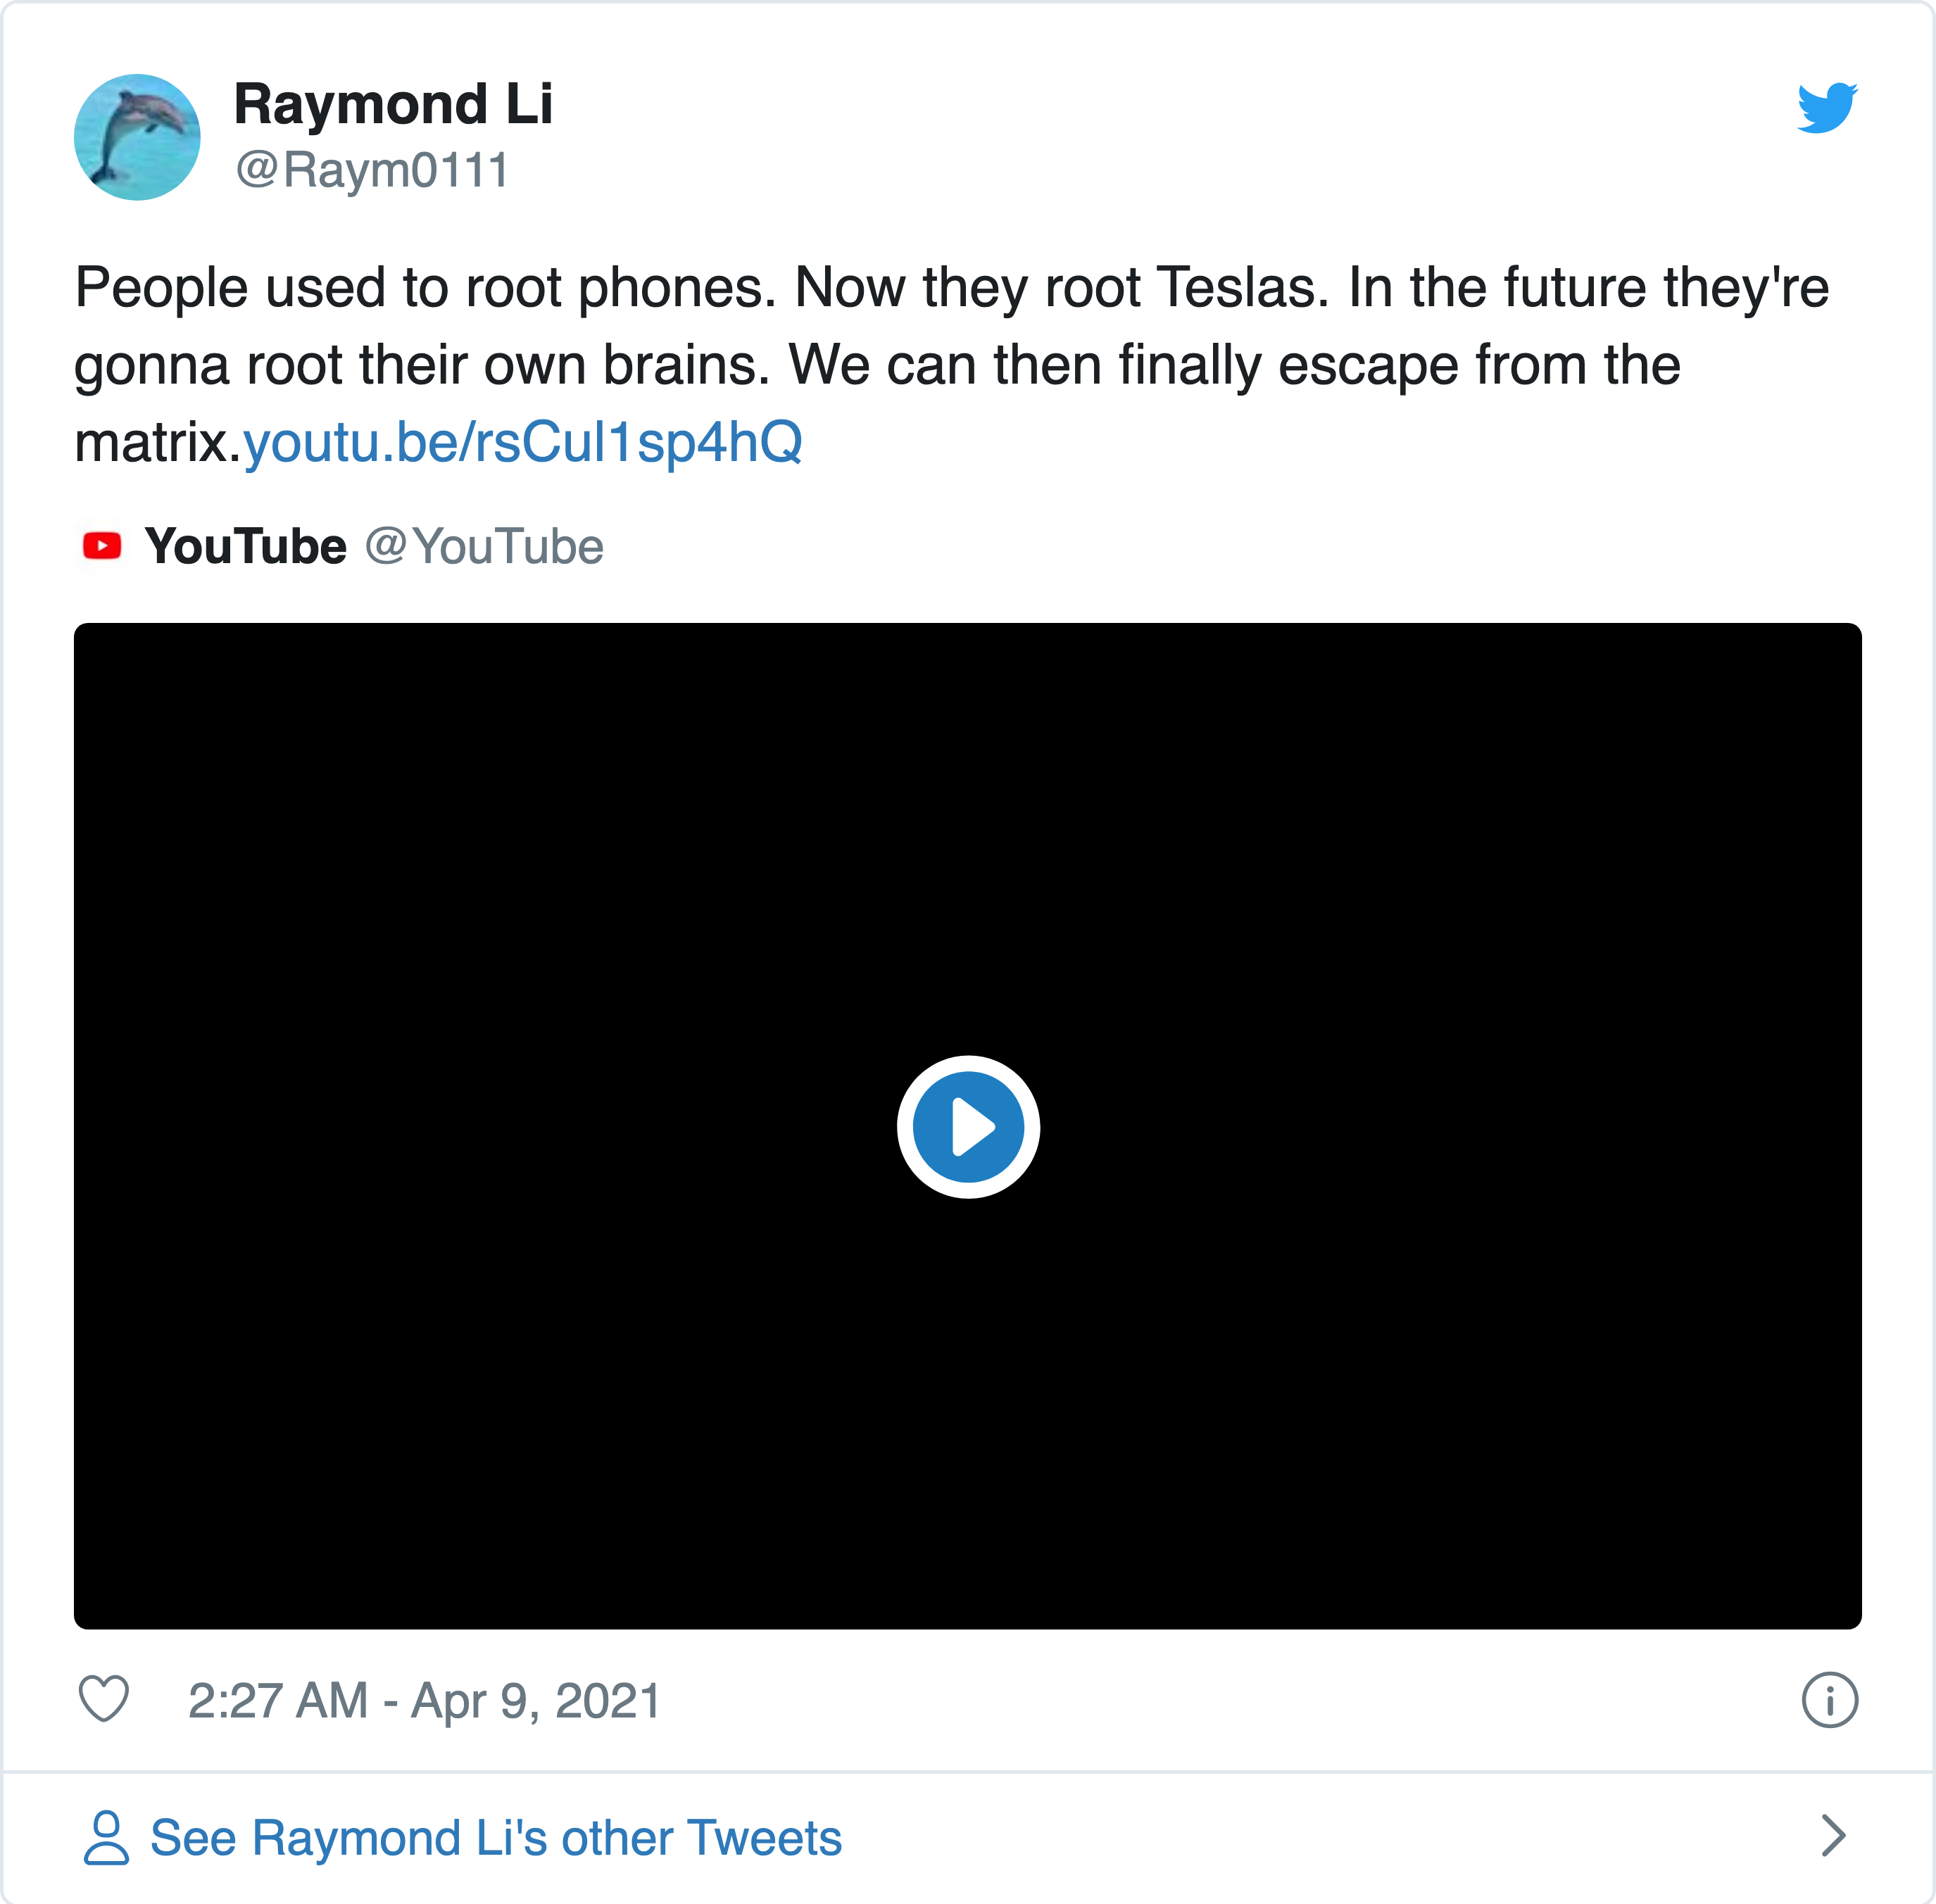 Raymond Li
@Raym0111
People used to root phones. Now they root Teslas. In the future they're
gonna root their own brains. We can then finally escape from the
matrix.youtu.be/rsCul1sp4hQ
YouTube @YouTube
2:27 AM - Apr 9, 2021
See Raymond Li's other Tweets